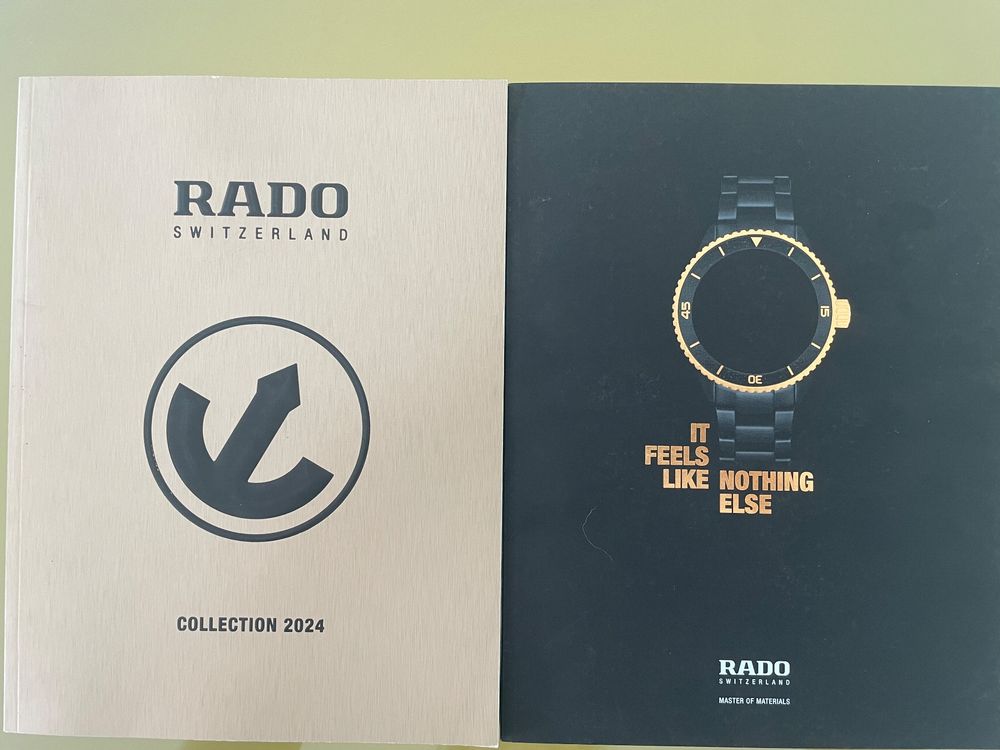 RADO
SWITZERLAND
COLLECTION 2024
45
15
30
IT
FEELS
LIKE NOTHING
ELSE
RADO
SWITZERLAND
MASTER OF MATERIALS